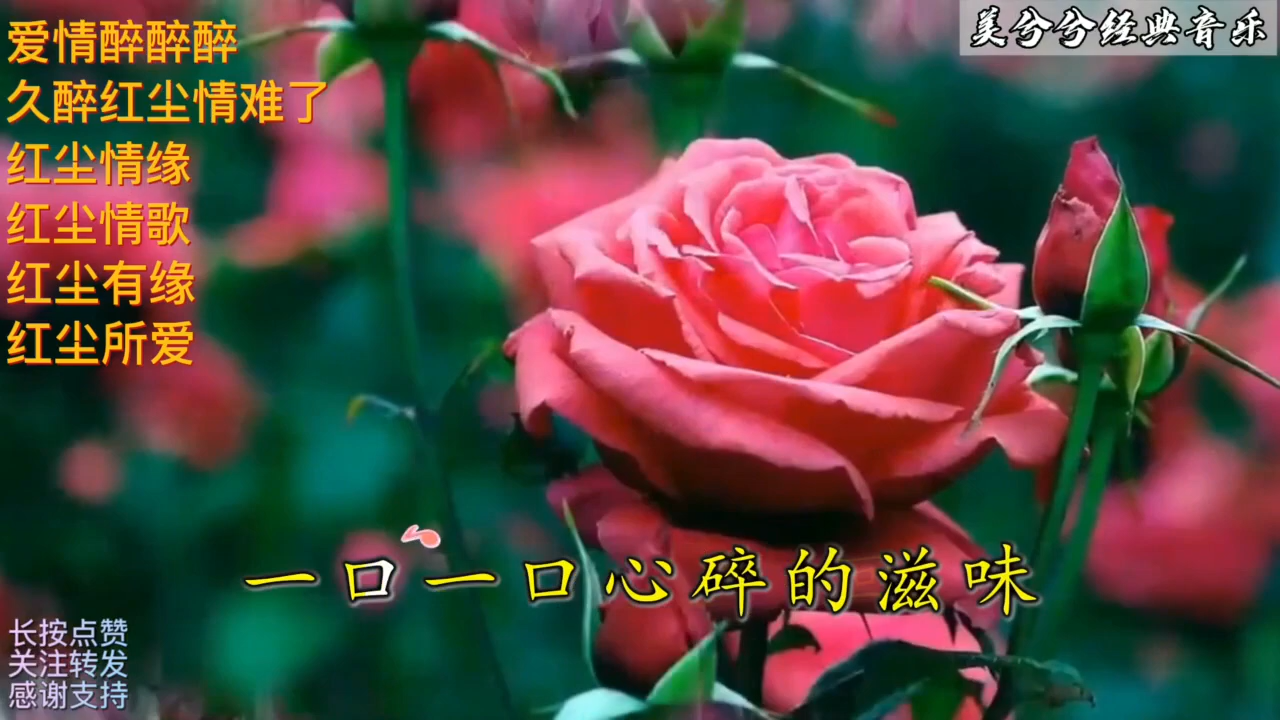 爱情醉醉醉
久醉红尘情难了
红尘情缘
红尘情歌
红尘有缘
红尘所爱
美兮兮经典音乐
一口一口心碎的滋味
长按点赞
关注转发
感谢支持